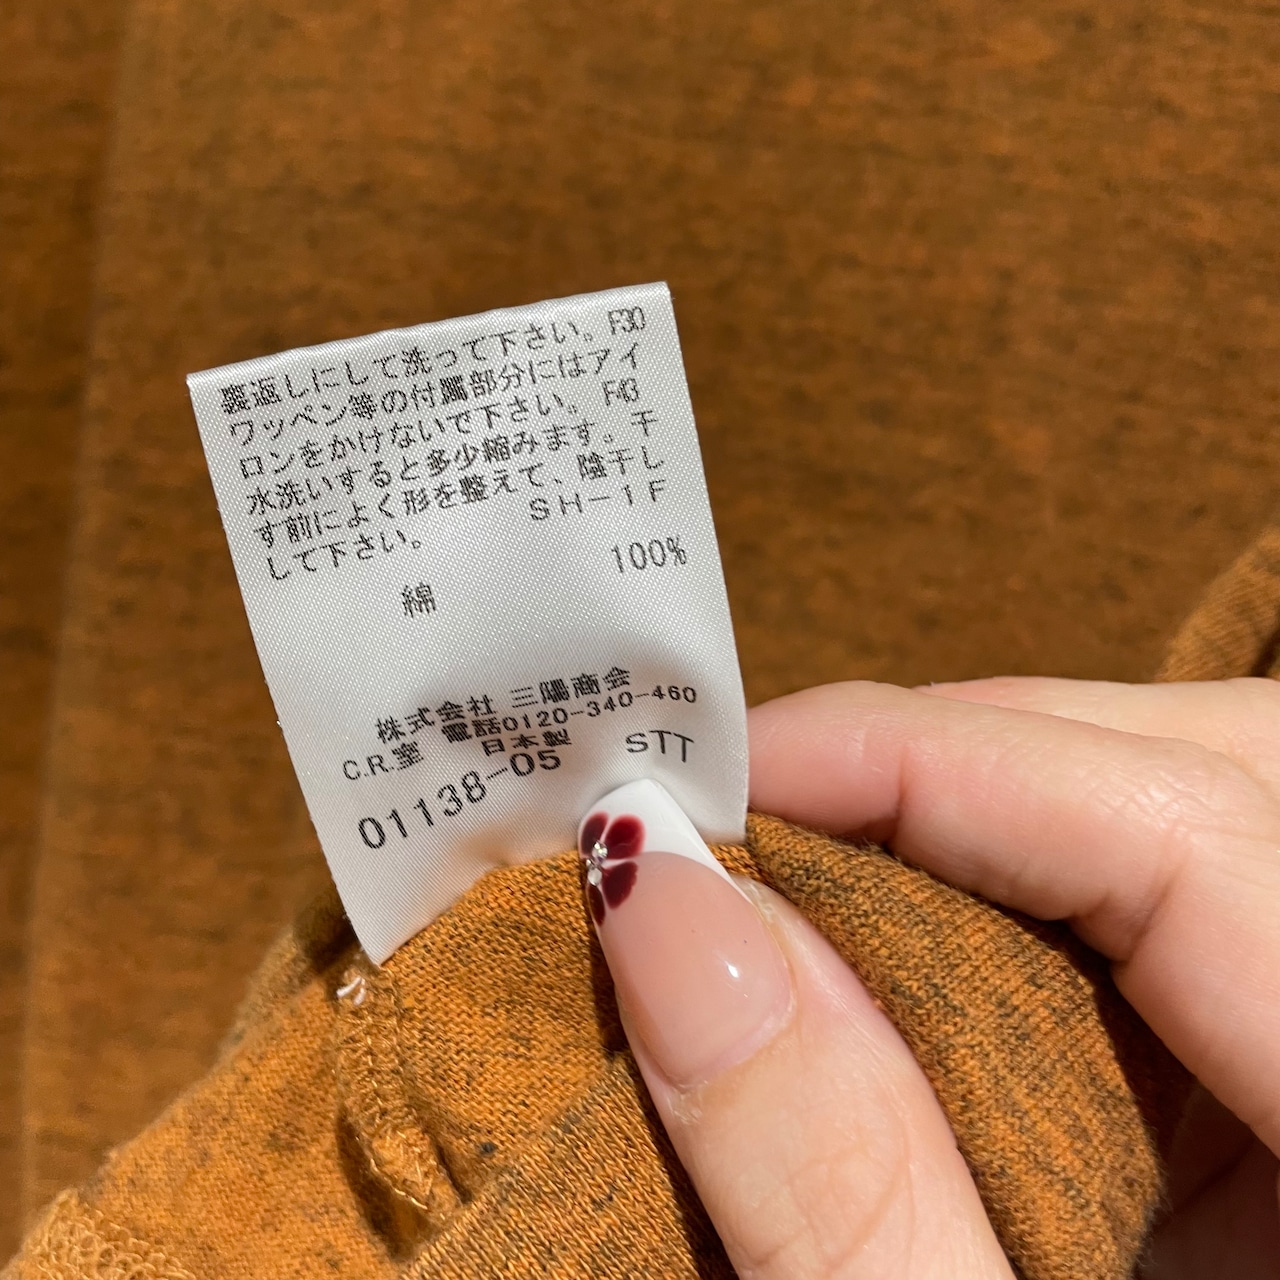 裏返しにして洗って下さい。F30
ワッペン等の付属部分にはアイ
ロンをかけないで下さい。 F43
水洗いすると多少縮みます。干
す前によく形を整えて、陰干し
して下さい。 SH-1F
綿 100%
株式会社 三陽商会
C.R.室 電話0120-340-460
日本製
01138-05 STT